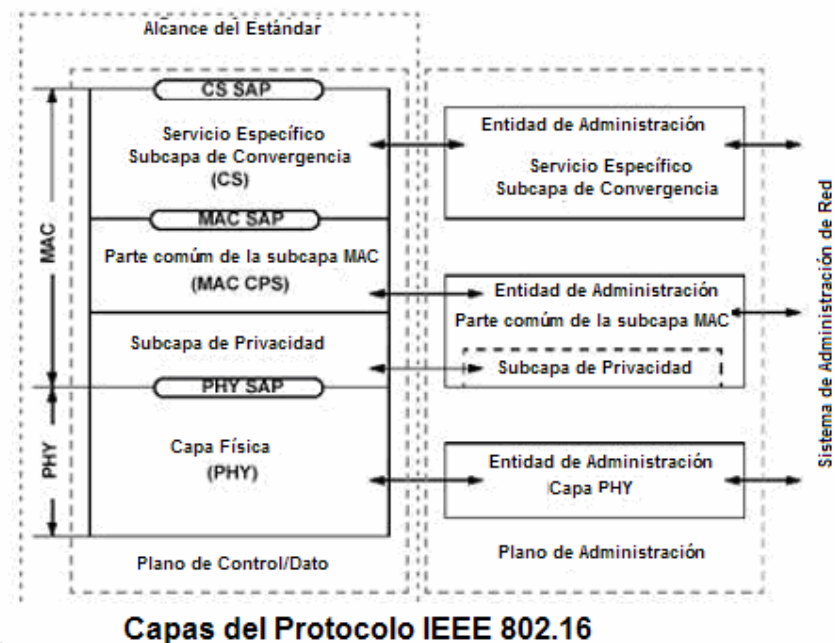 Alcance del Estándar
CS SAP
Servicio Específico
Subcapa de Convergencia
(CS)
MAC SAP
Parte comúm de la subcapa MAC
(MAC CPS)
Subcapa de Privacidad
PHY SAP
Capa Física
(PHY)
MAC
PHY
Plano de Control/Dato
Entidad de Administración
Servicio Específico
Subcapa de Convergencia
Entidad de Administración
Parte comúm de la subcapa MAC
Subcapa de Privacidad
Entidad de Administración
Capa PHY
Plano de Administración
Sistema de Administración de Red
Capas del Protocolo IEEE 802.16